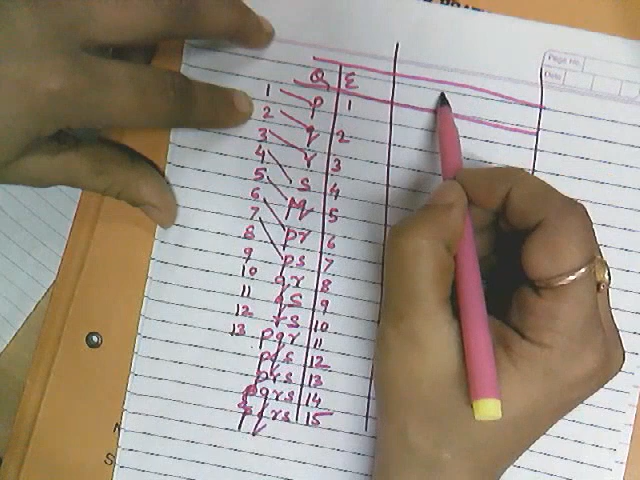 Page No.
Date
Q E
1 p 1
2 q 2
3 r 3
4 s 4
5 pq 5
6 pr 6
7 ps 7
8 qr 8
9 qs 9
10 rs 10
11 pqr 11
12 pqs 12
13 prs 13
pqrs 14
qrs 15